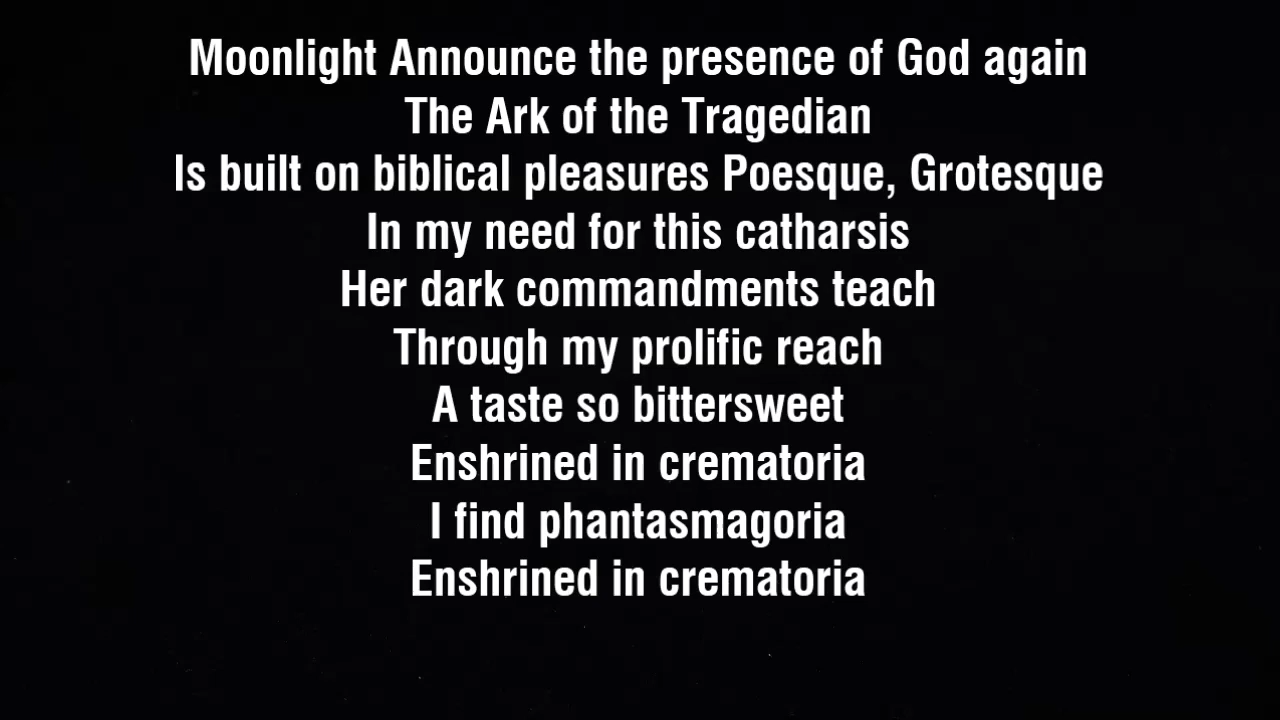 Moonlight Announce the presence of God again
The Ark of the Tragedian
Is built on biblical pleasures Poesque, Grotesque
In my need for this catharsis
Her dark commandments teach
Through my prolific reach
A taste so bittersweet
Enshrined in crematoria
I find phantasmagoria
Enshrined in crematoria